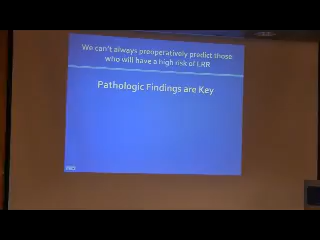 We can't always preoperatively predict those
who will have a high risk of LRR
Pathologic Findings are Key